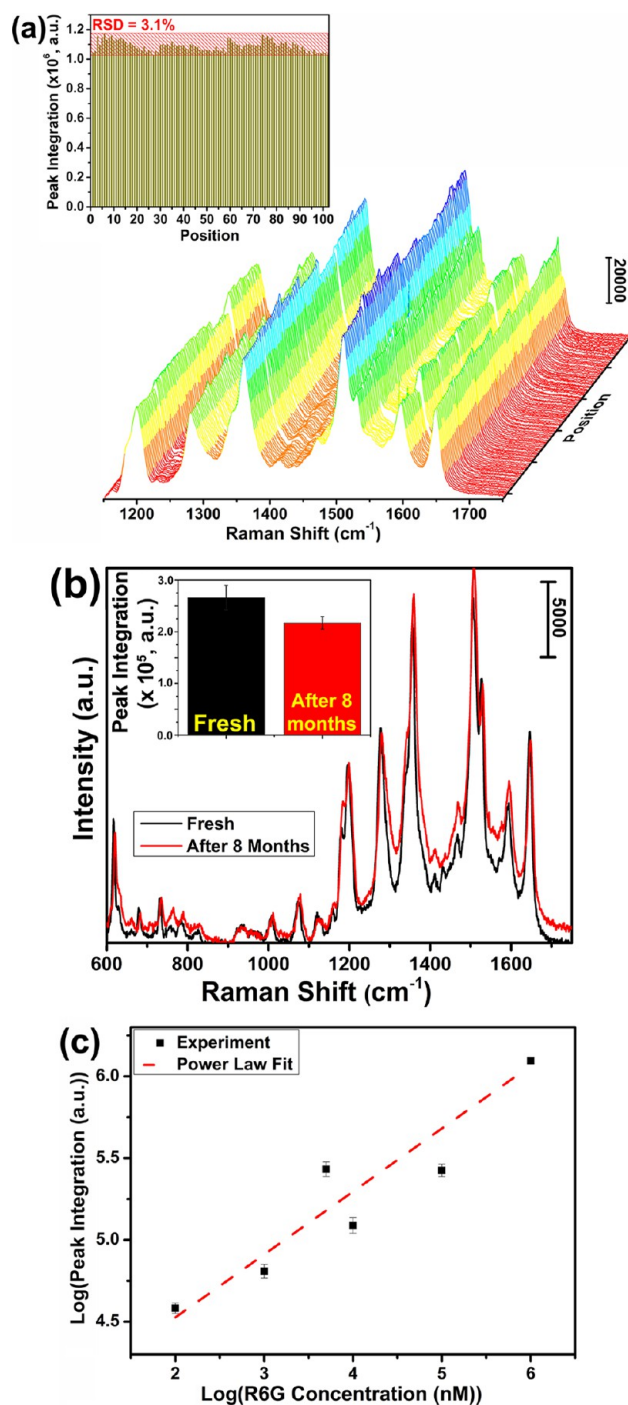 (a)
RSD = 3.1%
Peak Integration (x10⁶, a.u.)
1.2
1.0
0.8
0.6
0.4
0.2
0.0
0 10 20 30 40 50 60 70 80 90 100
Position
20000
Position
1200 1300 1400 1500 1600 1700
Raman Shift (cm⁻¹)
(b)
Peak Integration
(x 10⁵, a.u.)
3.0
2.0
1.0
0.0
Fresh
After 8
months
5000
Intensity (a.u.)
Fresh
After 8 Months
600 800 1000 1200 1400 1600
Raman Shift (cm⁻¹)
(c)
Experiment
Power Law Fit
Log(Peak Integration (a.u.))
6.0
5.5
5.0
4.5
2 3 4 5 6
Log(R6G Concentration (nM))